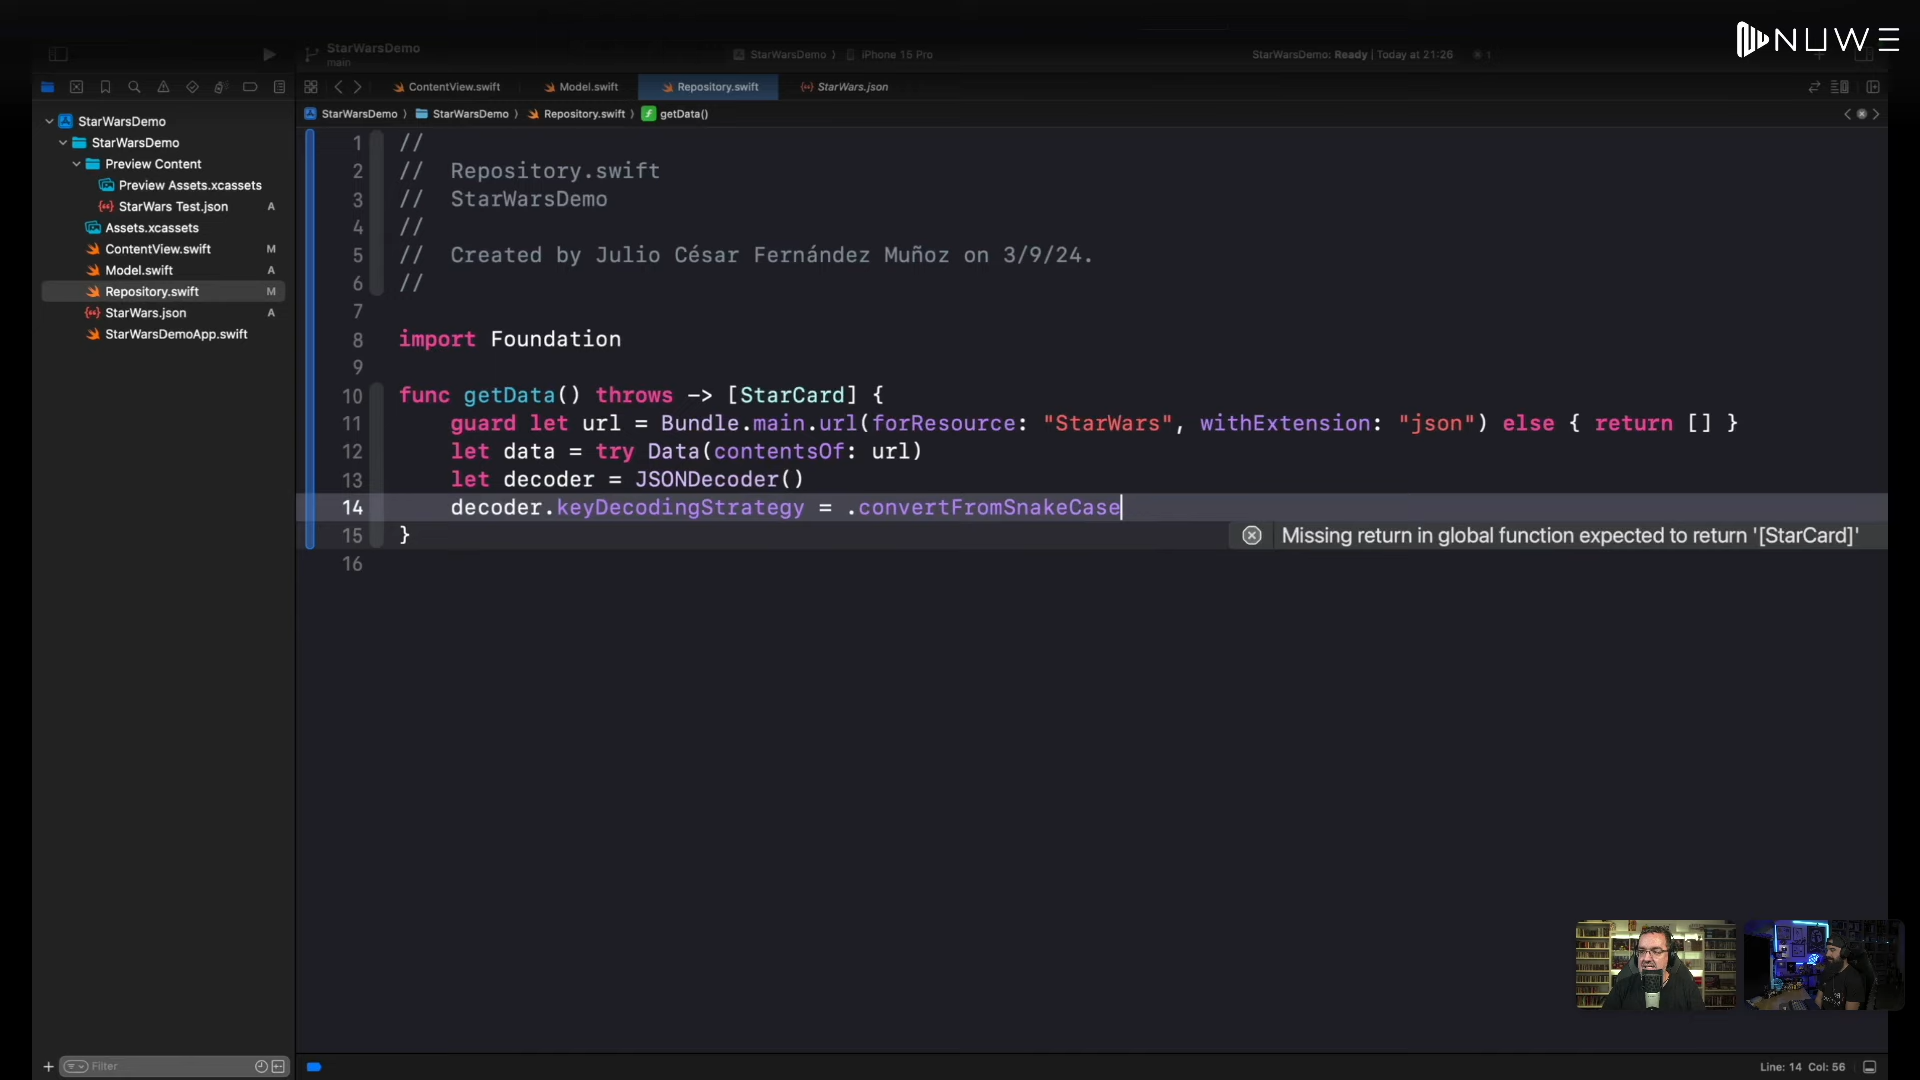 NUWE
StarWarsDemo
main
StarWarsDemo
iPhone 15 Pro
StarWarsDemo: Ready | Today at 21:26
1
ContentView.swift
Model.swift
Repository.swift
StarWars.json
StarWarsDemo
StarWarsDemo
Repository.swift
getData()
StarWarsDemo
StarWarsDemo
Preview Content
Preview Assets.xcassets
StarWars Test.json A
Assets.xcassets
ContentView.swift M
Model.swift A
Repository.swift M
StarWars.json A
StarWarsDemoApp.swift
1 //
2 // Repository.swift
3 // StarWarsDemo
4 //
5 // Created by Julio César Fernández Muñoz on 3/9/24.
6 //
7
8 import Foundation
9
10 func getData() throws -> [StarCard] {
11 guard let url = Bundle.main.url(forResource: "StarWars", withExtension: "json") else { return [] }
12 let data = try Data(contentsOf: url)
13 let decoder = JSONDecoder()
14 decoder.keyDecodingStrategy = .convertFromSnakeCase
15 }
Missing return in global function expected to return '[StarCard]'
16
Filter
Line: 14 Col: 56